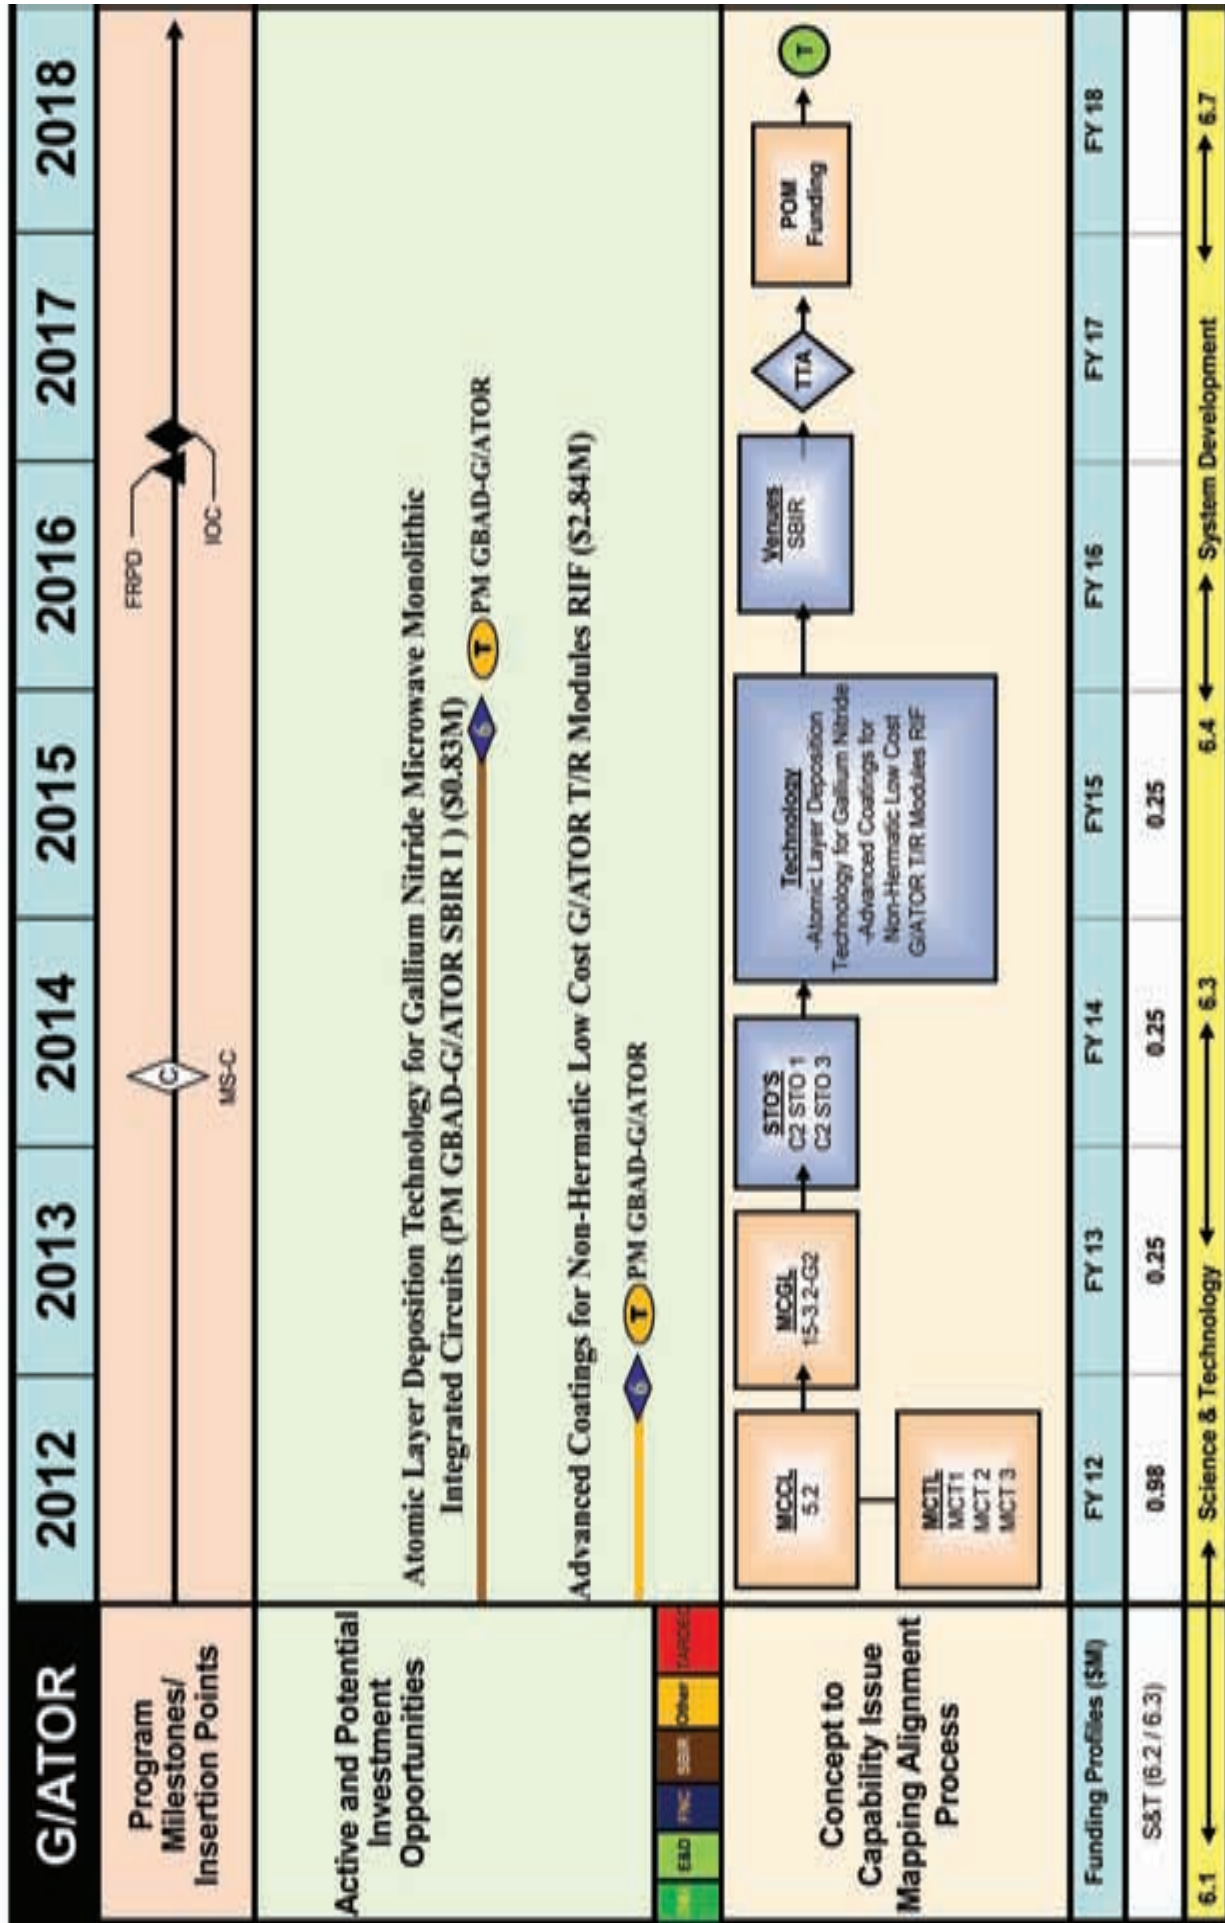 G/ATOR
2012
2013
2014
2015
2016
2017
2018
Program
Milestones/
Insertion Points
C
MS-C
FRPD
IOC
Active and Potential
Investment
Opportunities
Atomic Layer Deposition Technology for Gallium Nitride Microwave Monolithic
Integrated Circuits (PM GBAD-G/ATOR SBIR I ) ($0.83M)
6
T
PM GBAD-G/ATOR
Advanced Coatings for Non-Hermatic Low Cost G/ATOR T/R Modules RIF ($2.84M)
6
T
PM GBAD-G/ATOR
E&D
FNC
SBIR
Other
TARDEC
Concept to
Capability Issue
Mapping Alignment
Process
MCCL
5.2
MCTL
MCT1
MCT 2
MCT 3
MCGL
15-3.2-G2
STO'S
C2 STO 1
C2 STO 3
Technology
-Atomic Layer Deposition
Technology for Gallium Nitride
-Advanced Coatings for
Non-Hermatic Low Cost
G/ATOR T/R Modules RIF
Venues
SBIR
TTA
POM
Funding
T
Funding Profiles ($M)
FY 12
FY 13
FY 14
FY15
FY 16
FY 17
FY 18
S&T (6.2 / 6.3)
0.98
0.25
0.25
0.25
6.1
Science & Technology
6.3
6.4
System Development
6.7